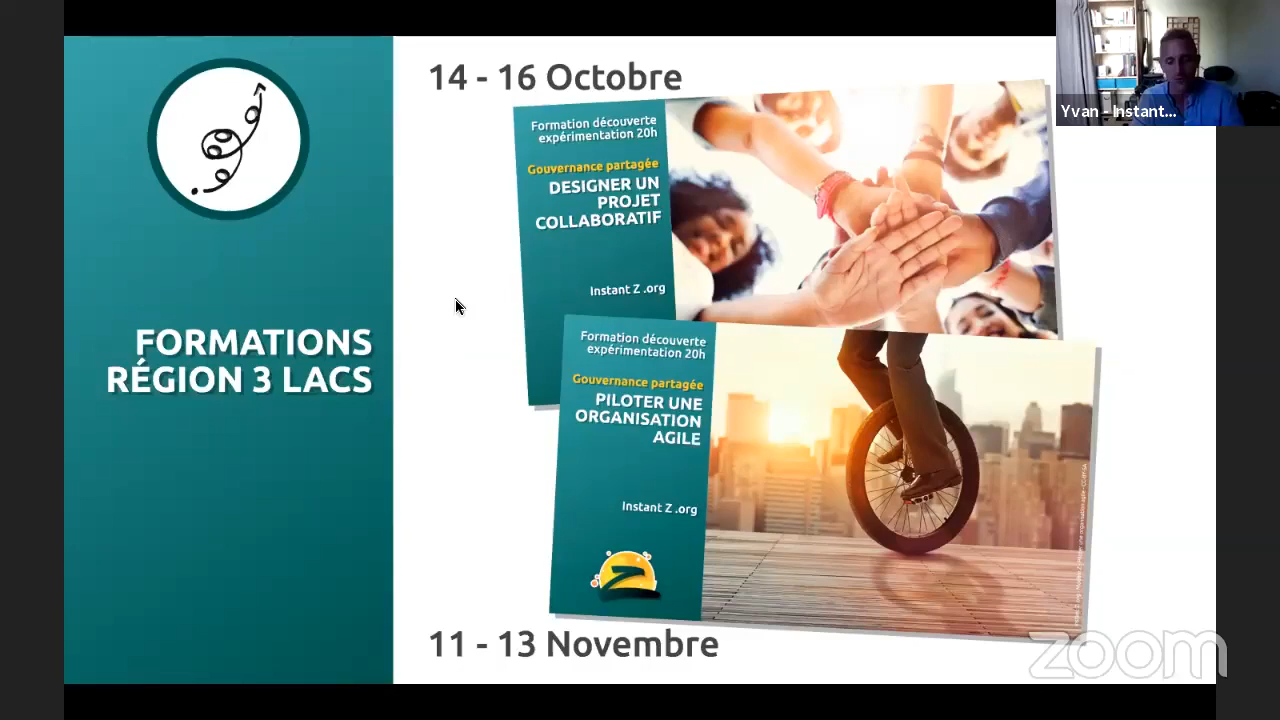 14 - 16 Octobre
Yvan - Instant...
Formation découverte
expérimentation 20h
Gouvernance partagée
DESIGNER UN
PROJET
COLLABORATIF
Instant Z .org
FORMATIONS
RÉGION 3 LACS
Formation découverte
expérimentation 20h
Gouvernance partagée
PILOTER UNE
ORGANISATION
AGILE
Instant Z .org
Z
11 - 13 Novembre
zoom